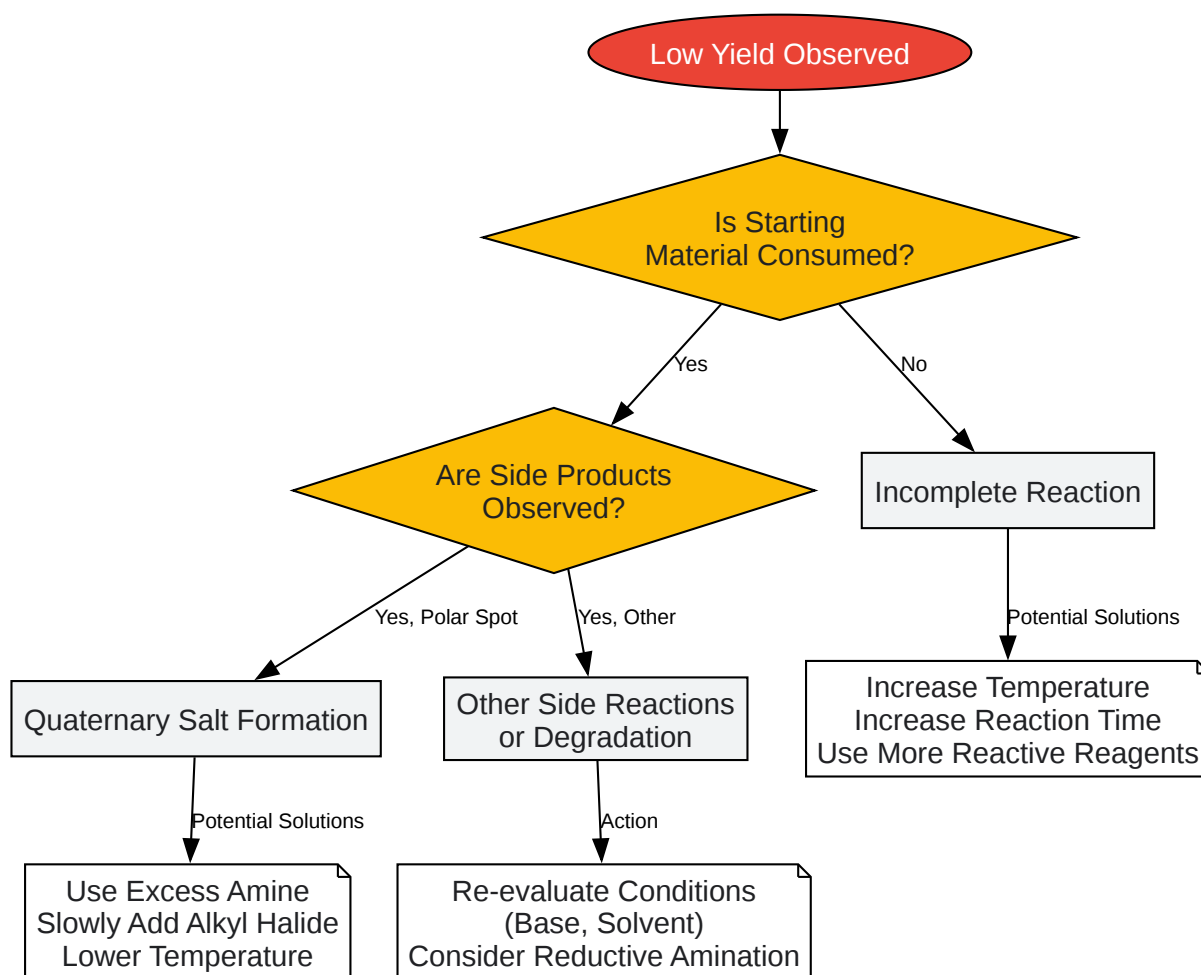 Low Yield Observed
Is Starting
Material Consumed?
Yes
No
Are Side Products
Observed?
Incomplete Reaction
Yes, Polar Spot
Yes, Other
Potential Solutions
Quaternary Salt Formation
Other Side Reactions
or Degradation
Increase Temperature
Increase Reaction Time
Use More Reactive Reagents
Potential Solutions
Action
Use Excess Amine
Slowly Add Alkyl Halide
Lower Temperature
Re-evaluate Conditions
(Base, Solvent)
Consider Reductive Amination